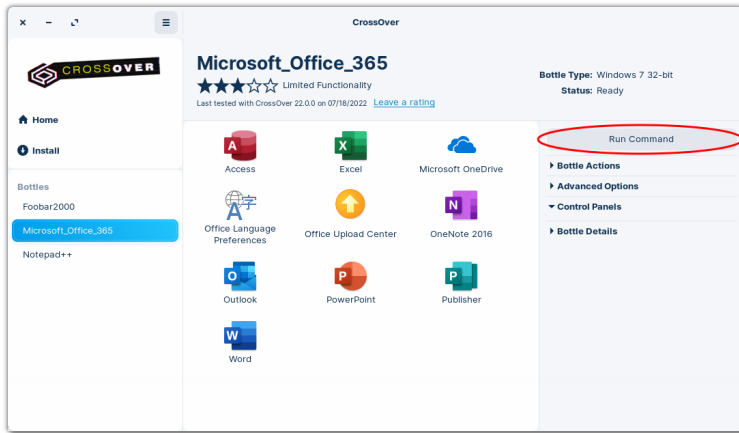 CrossOver
CROSSOVER
Home
Install
Bottles
Foobar2000
Microsoft_Office_365
Notepad++
Microsoft_Office_365
Limited Functionality
Last tested with CrossOver 22.0.0 on 07/18/2022 Leave a rating
Bottle Type: Windows 7 32-bit
Status: Ready
Access
Excel
Microsoft OneDrive
Office Language
Preferences
Office Upload Center
OneNote 2016
Outlook
PowerPoint
Publisher
Word
Run Command
Bottle Actions
Advanced Options
Control Panels
Bottle Details